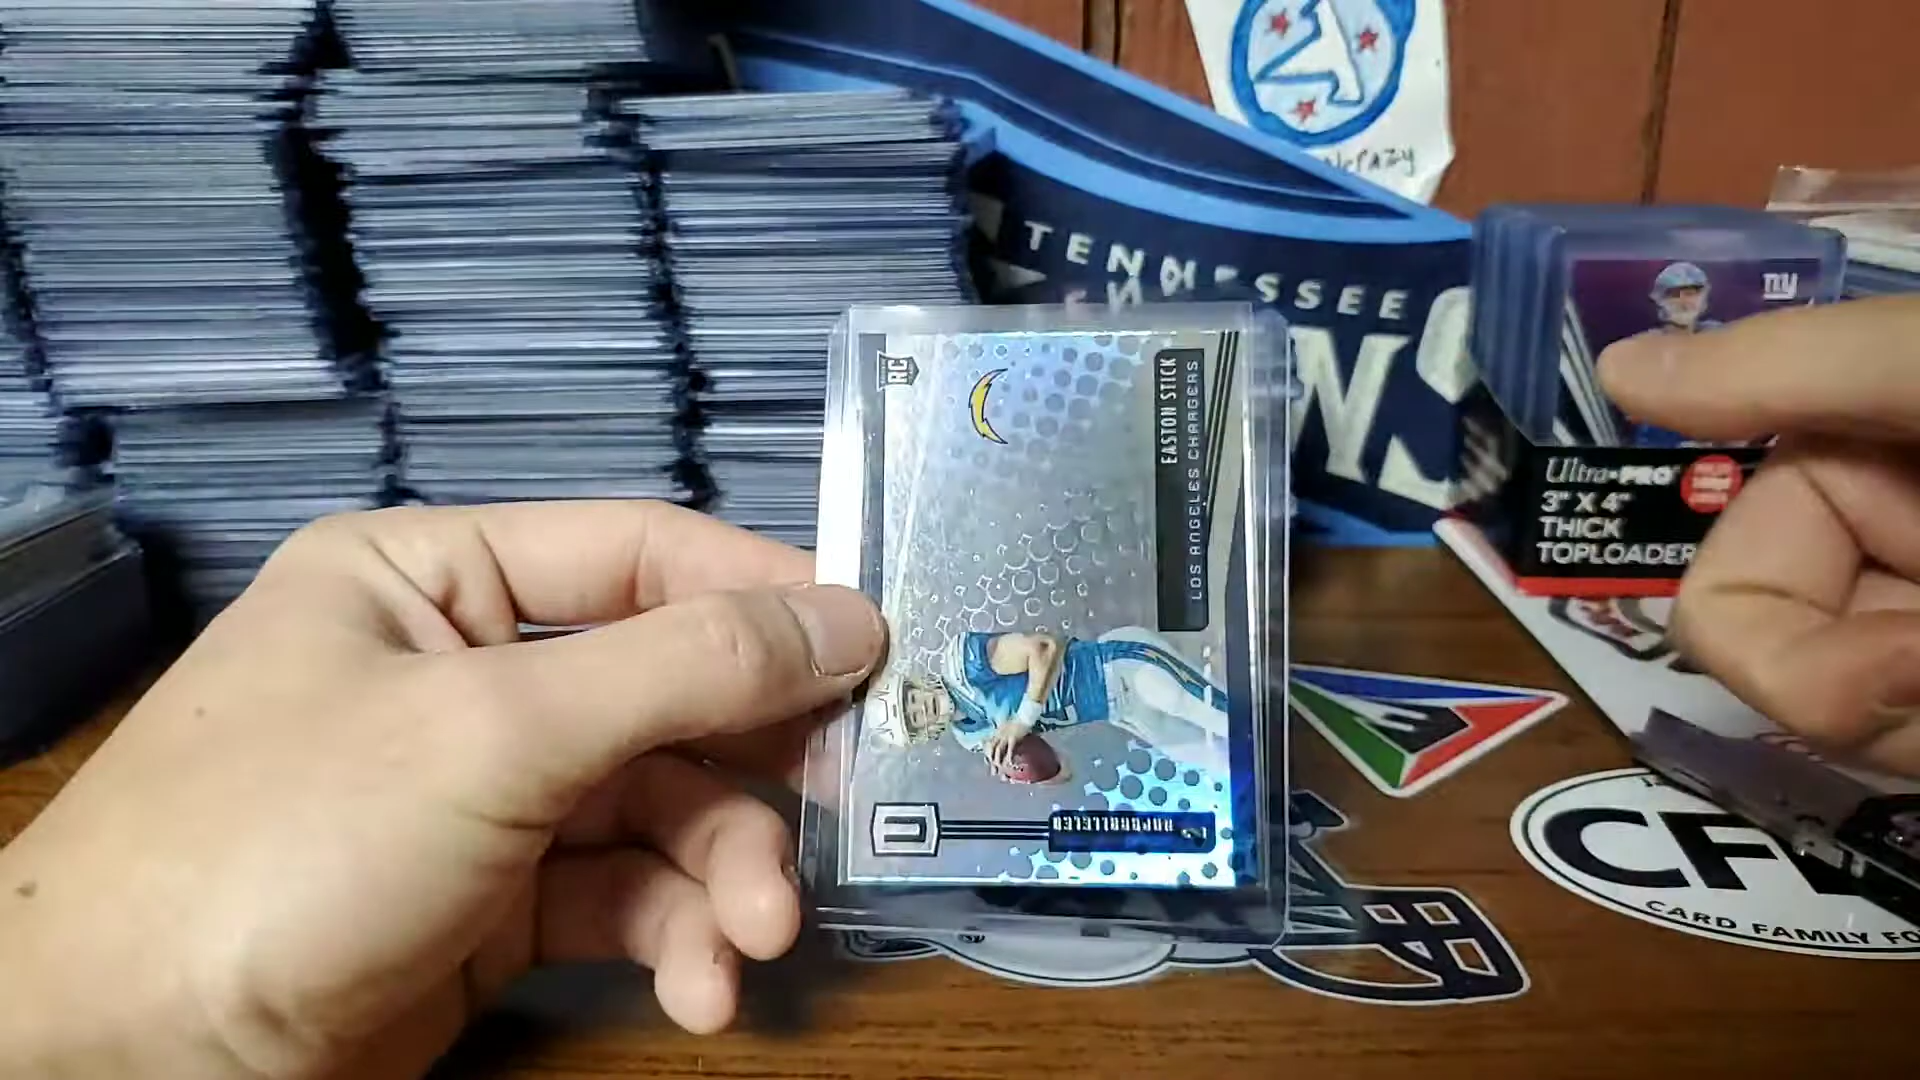 TENNESSEE
NY
RC
EASTON STICK
LOS ANGELES CHARGERS
U
UNPARALLELED
Ultra•PRO
3" X 4"
THICK
TOPLOADER
CF
CARD FAMILY FO